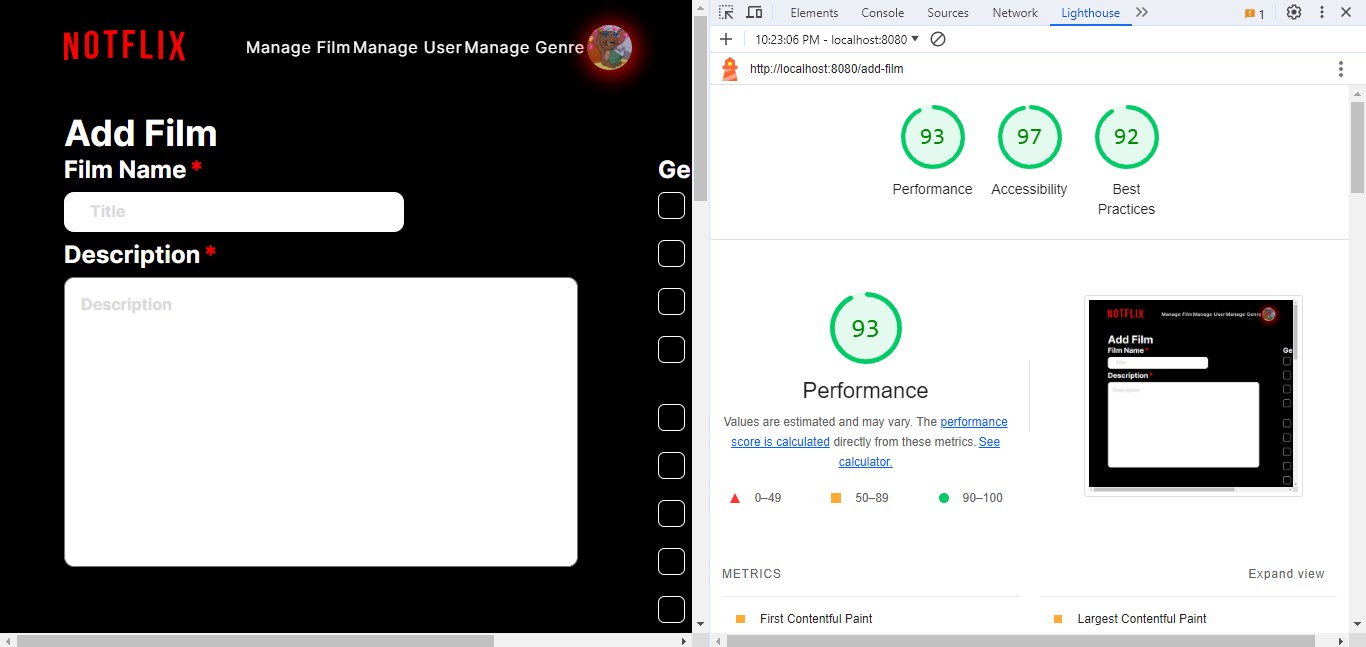 NOTFLIX
Manage Film Manage User Manage Genre
Add Film
Film Name *
Title
Description *
Description
Ge
Elements Console Sources Network Lighthouse 1
10:23:06 PM - localhost:8080
http://localhost:8080/add-film
93 97 92
Performance Accessibility Best
Practices
93
Performance
Values are estimated and may vary. The performance
score is calculated directly from these metrics. See
calculator.
0–49 50–89 90–100
NOTFLIX
Manage Film Manage User Manage Genre
Add Film
Film Name *
Title
Description *
Description
Ge
METRICS Expand view
First Contentful Paint Largest Contentful Paint